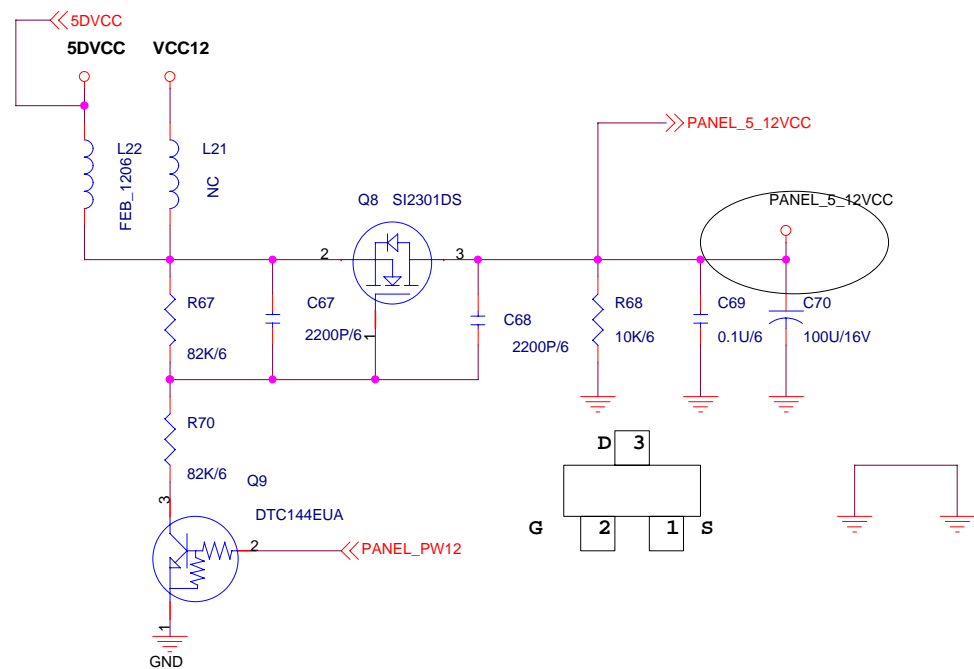 5DVCC
5DVCC
VCC12
L22
FEB_1206
L21
NC
PANEL_5_12VCC
Q8 SI2301DS
2
3
1
PANEL_5_12VCC
R67
82K/6
C67
2200P/6
C68
2200P/6
R68
10K/6
C69
0.1U/6
C70
100U/16V
R70
82K/6
Q9
DTC144EUA
3
2
PANEL_PW12
1
GND
D 3
G 2 1 S